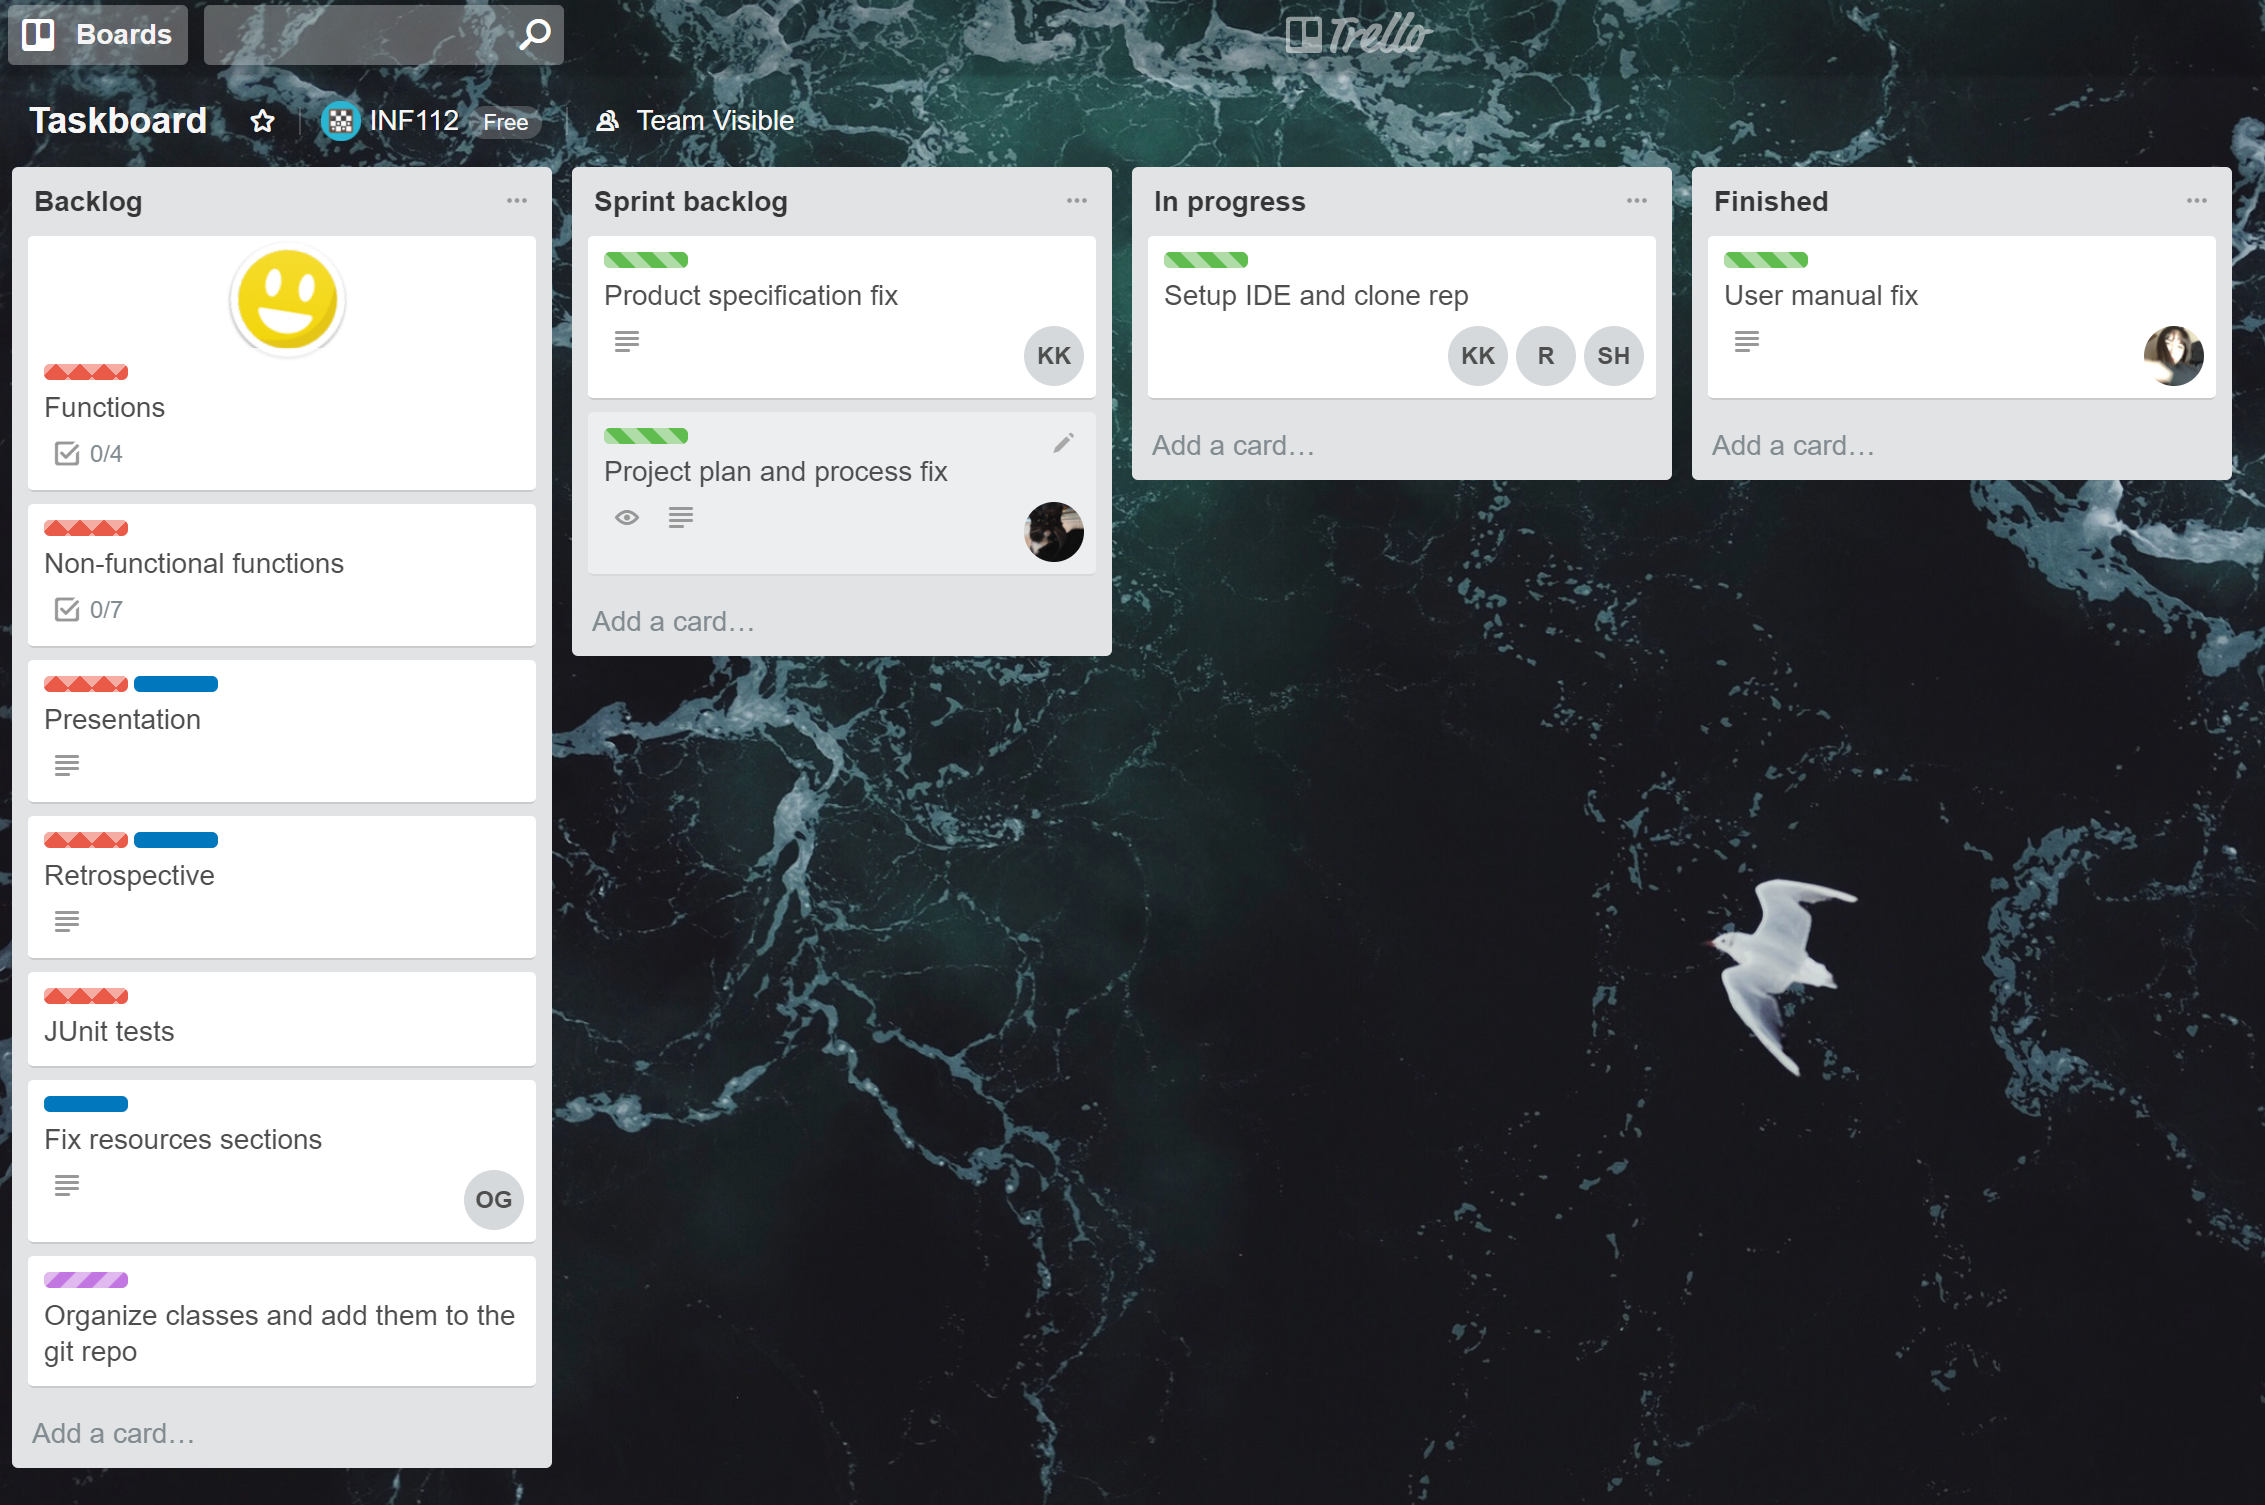 Boards
Trello
Taskboard
INF112
Free
Team Visible
Backlog
Functions
0/4
Non-functional functions
0/7
Presentation
Retrospective
JUnit tests
Fix resources sections
OG
Organize classes and add them to the
git repo
Add a card…
Sprint backlog
Product specification fix
KK
Project plan and process fix
Add a card…
In progress
Setup IDE and clone rep
KK
R
SH
Add a card…
Finished
User manual fix
Add a card…